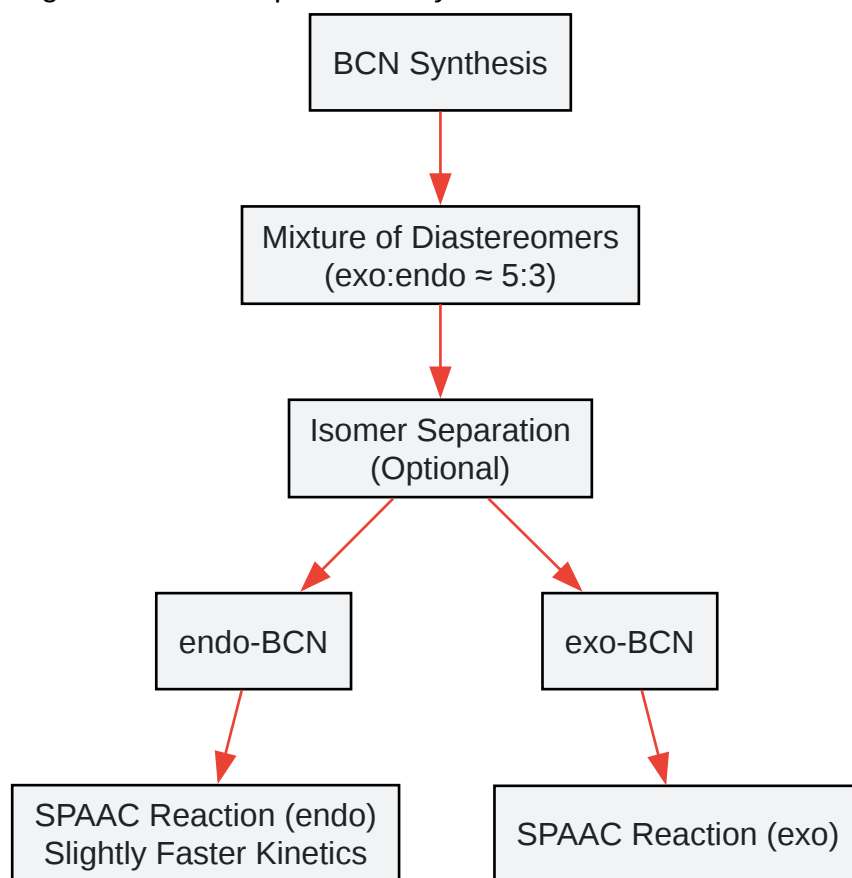 BCN Synthesis
Mixture of Diastereomers
(exo:endo ≈ 5:3)
Isomer Separation
(Optional)
endo-BCN
exo-BCN
SPAAC Reaction (endo)
Slightly Faster Kinetics
SPAAC Reaction (exo)